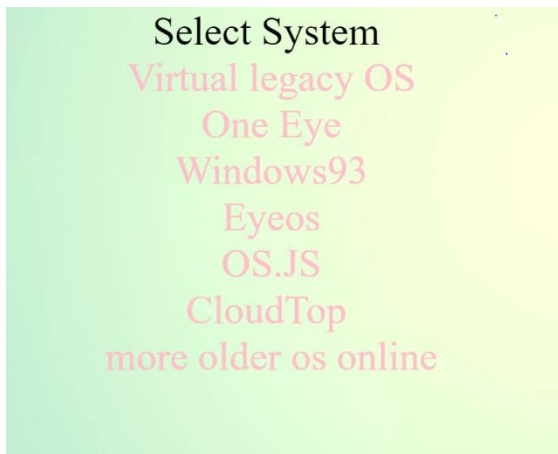 Select System
Virtual legacy OS
One Eye
Windows93
Eyeos
OS.JS
CloudTop
more older os online